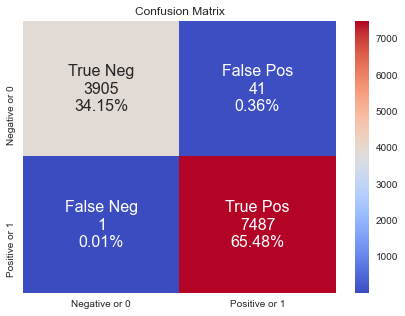 Confusion Matrix
True Neg
3905
34.15%
False Pos
41
0.36%
False Neg
1
0.01%
True Pos
7487
65.48%
Negative or 0
Positive or 1
Negative or 0
Positive or 1
7000
6000
5000
4000
3000
2000
1000